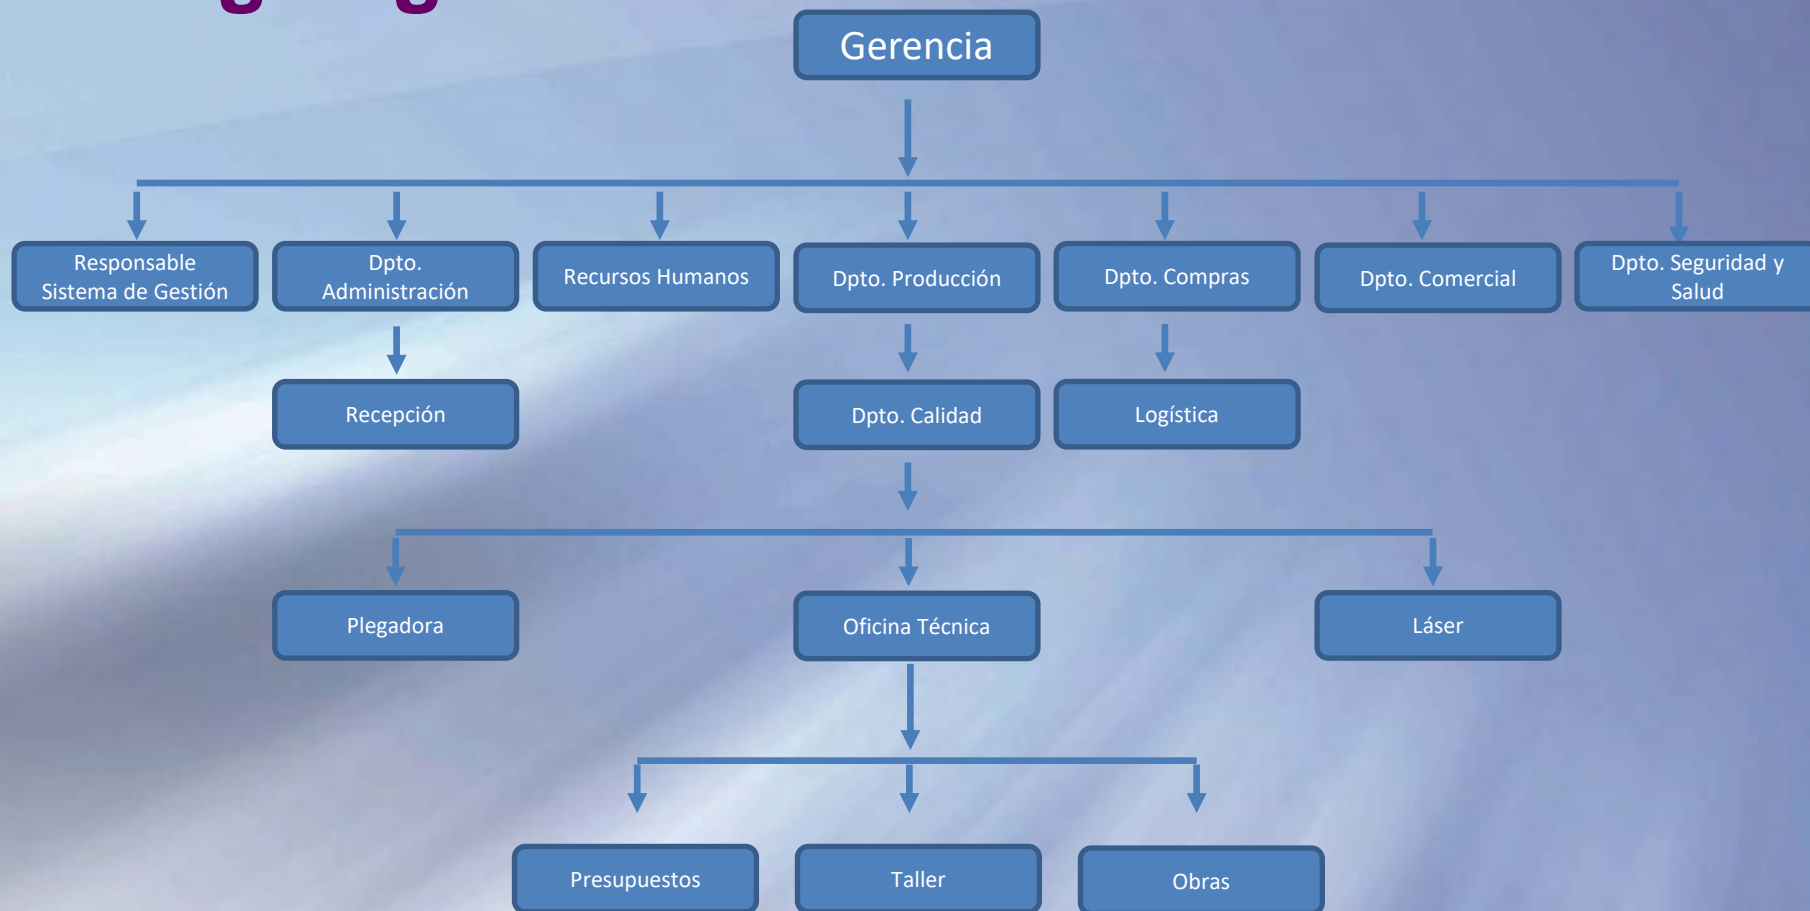 Gerencia
Responsable
Sistema de Gestión
Dpto.
Administración
Recursos Humanos
Dpto. Producción
Dpto. Compras
Dpto. Comercial
Dpto. Seguridad y
Salud
Recepción
Dpto. Calidad
Logística
Plegadora
Oficina Técnica
Láser
Presupuestos
Taller
Obras